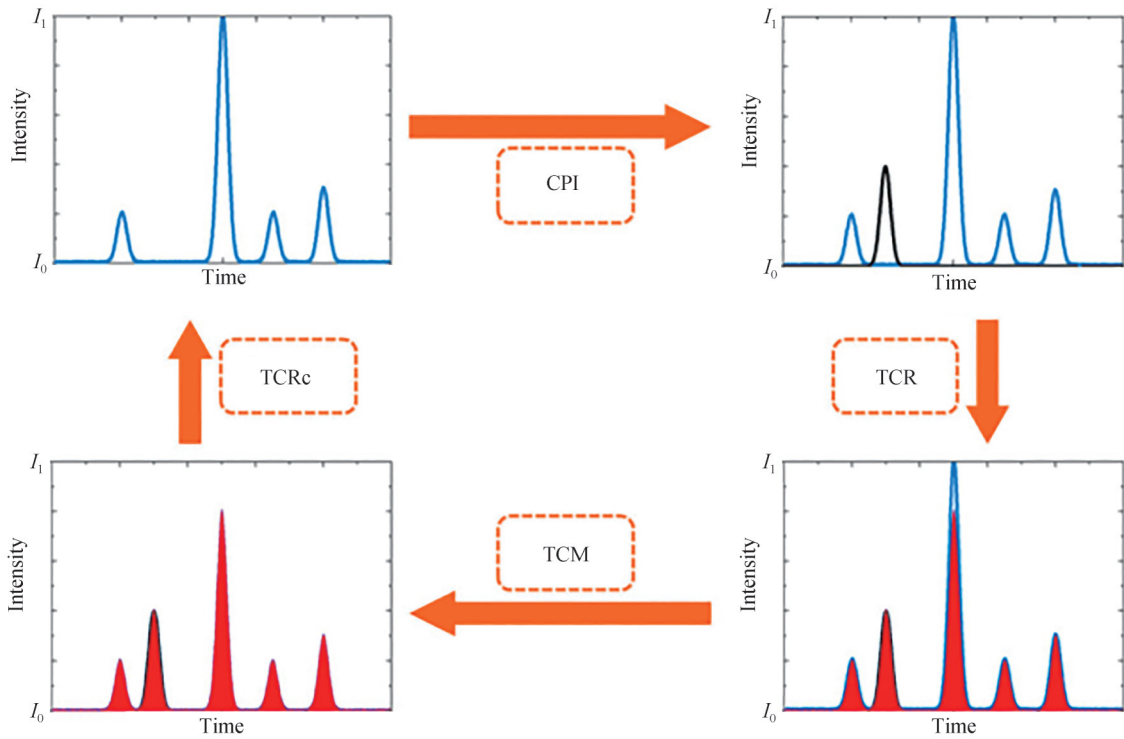 I₁
Intensity
I₀
Time
CPI
I₁
Intensity
I₀
Time
TCRc
TCR
I₁
Intensity
I₀
Time
TCM
I₁
Intensity
I₀
Time